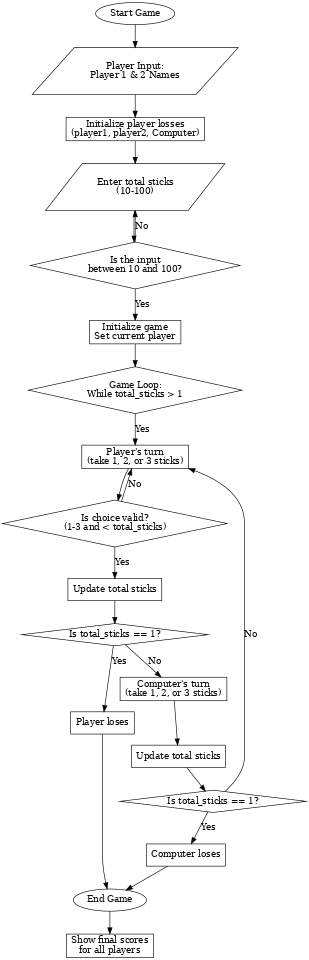 Start Game
Player Input:
Player 1 & 2 Names
Initialize player losses
(player1, player2, Computer)
Enter total sticks
(10-100)
No
Is the input
between 10 and 100?
Yes
Initialize game
Set current player
Game Loop:
While total_sticks > 1
Yes
Player's turn
(take 1, 2, or 3 sticks)
No
Is choice valid?
(1-3 and < total_sticks)
Yes
Update total sticks
Is total_sticks == 1?
Yes
No
No
Computer's turn
(take 1, 2, or 3 sticks)
Player loses
Update total sticks
Is total_sticks == 1?
Yes
Computer loses
End Game
Show final scores
for all players